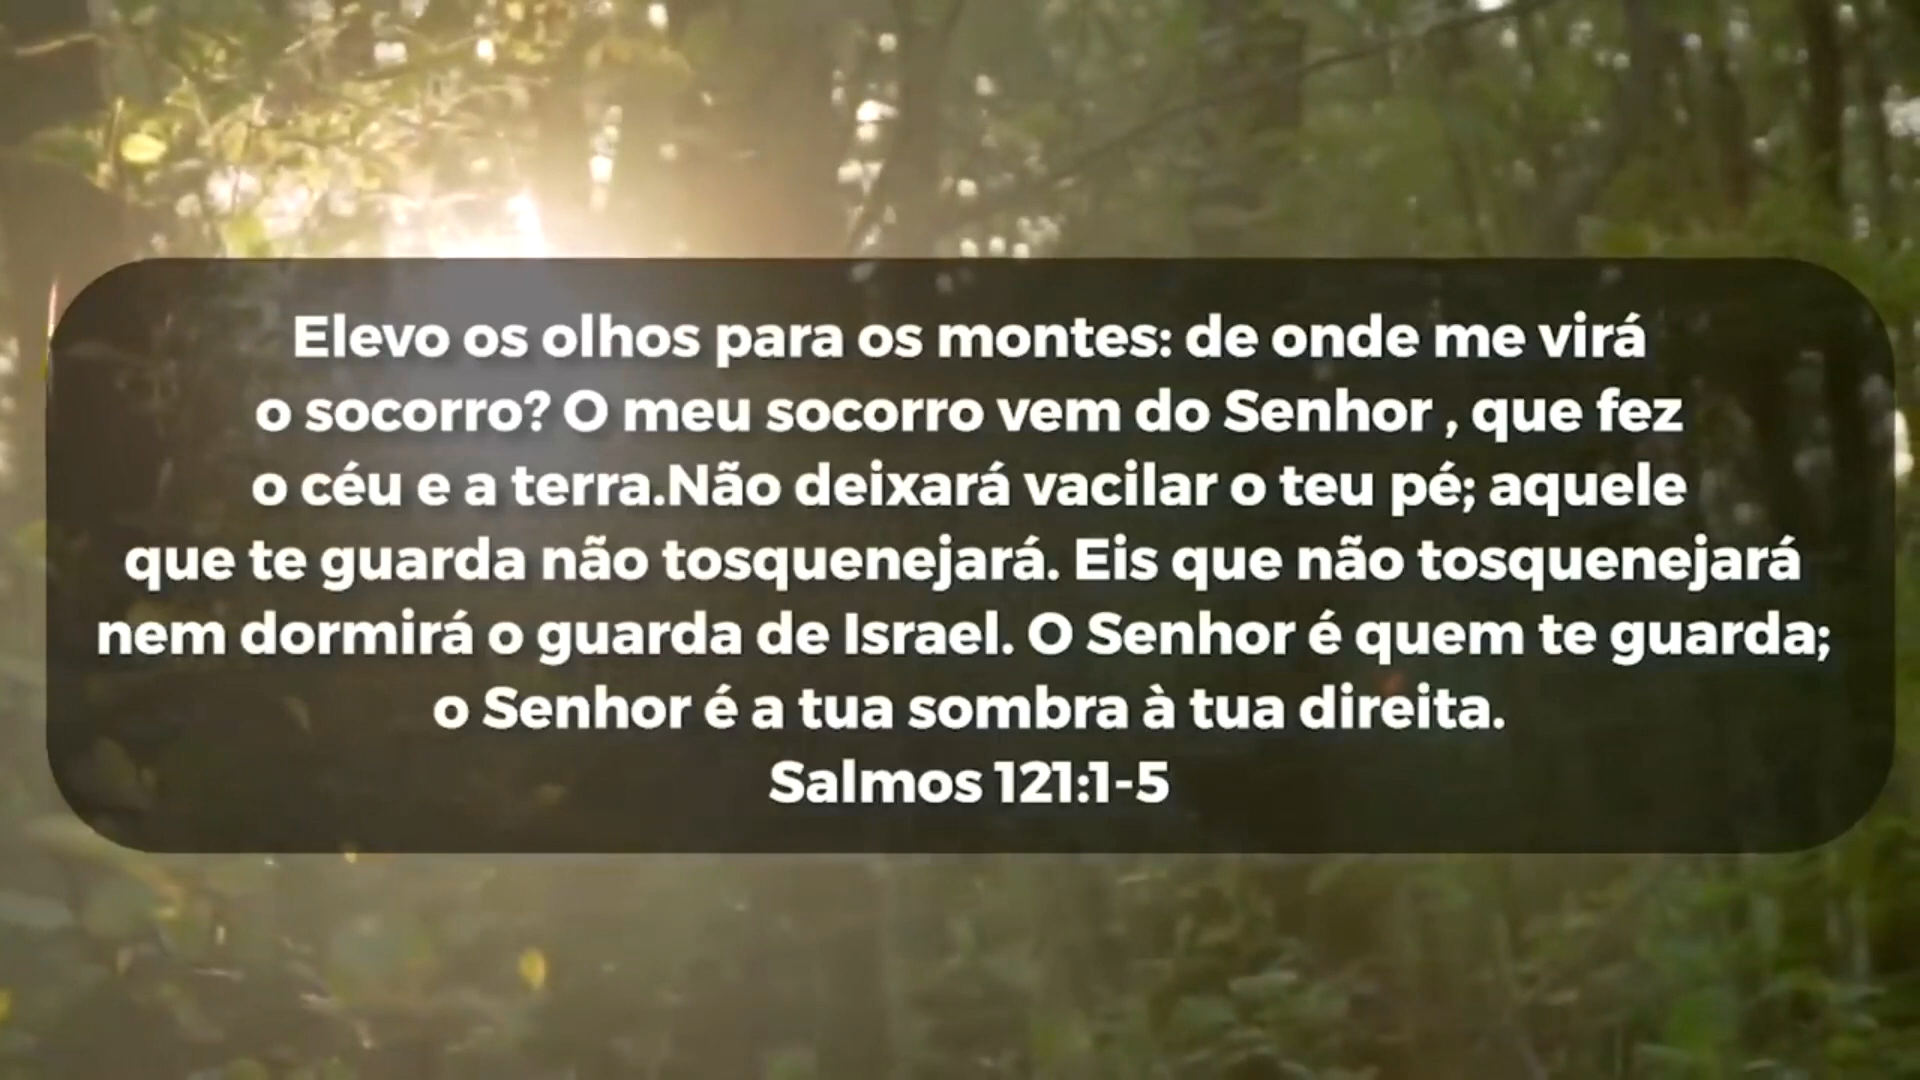 Elevo os olhos para os montes: de onde me virá
o socorro? O meu socorro vem do Senhor , que fez
o céu e a terra.Não deixará vacilar o teu pé; aquele
que te guarda não tosquenejará. Eis que não tosquenejará
nem dormirá o guarda de Israel. O Senhor é quem te guarda;
o Senhor é a tua sombra à tua direita.
Salmos 121:1-5